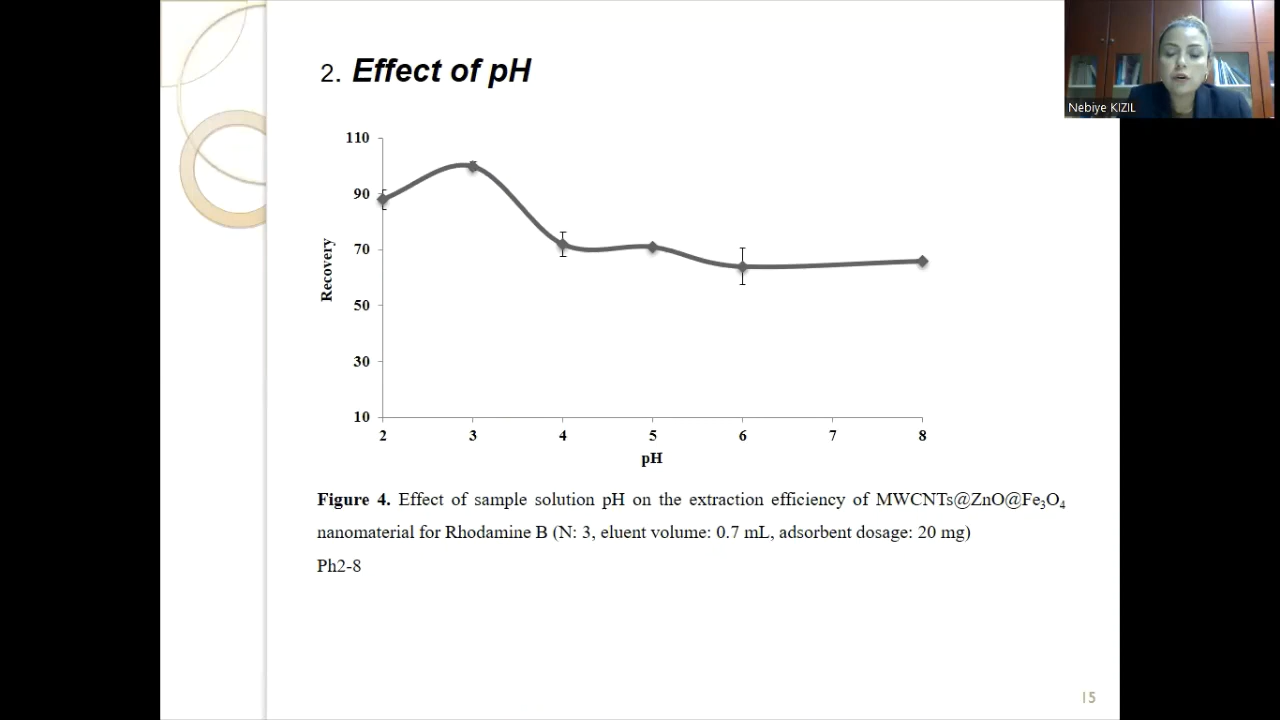 2. Effect of pH
Nebiye KIZIL
110
90
70
50
30
10
Recovery
2 3 4 5 6 7 8
pH
Figure 4. Effect of sample solution pH on the extraction efficiency of MWCNTs@ZnO@Fe₃O₄
nanomaterial for Rhodamine B (N: 3, eluent volume: 0.7 mL, adsorbent dosage: 20 mg)
Ph2-8
15